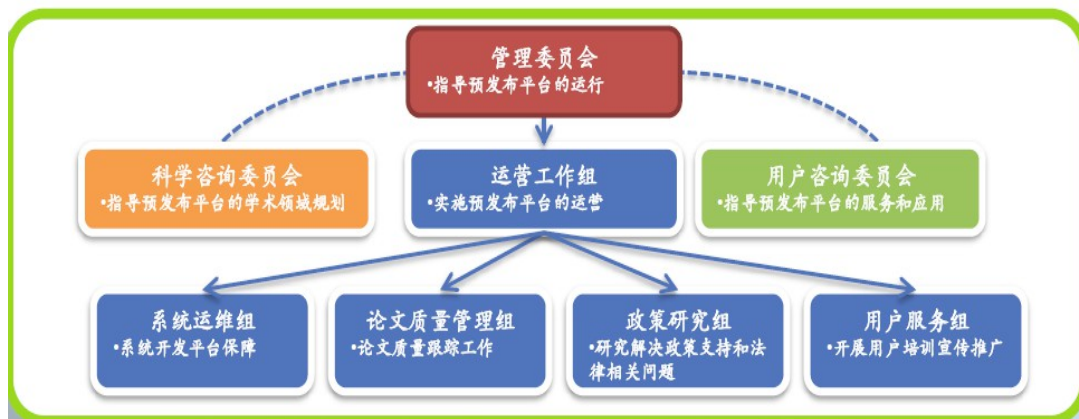 管理委员会
•指导预发布平台的运行
科学咨询委员会
•指导预发布平台的学术领域规划
运营工作组
•实施预发布平台的运营
用户咨询委员会
•指导预发布平台的服务和应用
系统运维组
•系统开发平台保障
论文质量管理组
•论文质量跟踪工作
政策研究组
•研究解决政策支持和法
律相关问题
用户服务组
•开展用户培训宣传推广